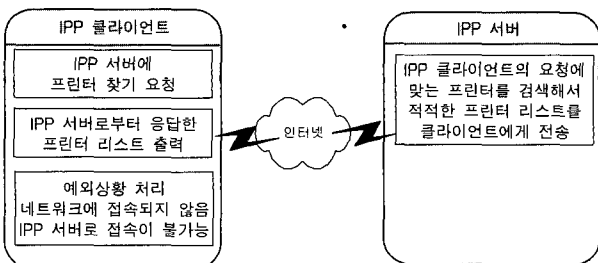 IPP 클라이언트
IPP 서버에
프린터 찾기 요청
IPP 서버로부터 응답한
프린터 리스트 출력
예외상황 처리
네트워크에 접속되지 않음
IPP 서버로 접속이 불가능
인터넷
IPP 서버
IPP 클라이언트의 요청에
맞는 프린터를 검색해서
적적한 프린터 리스트를
클라이언트에게 전송